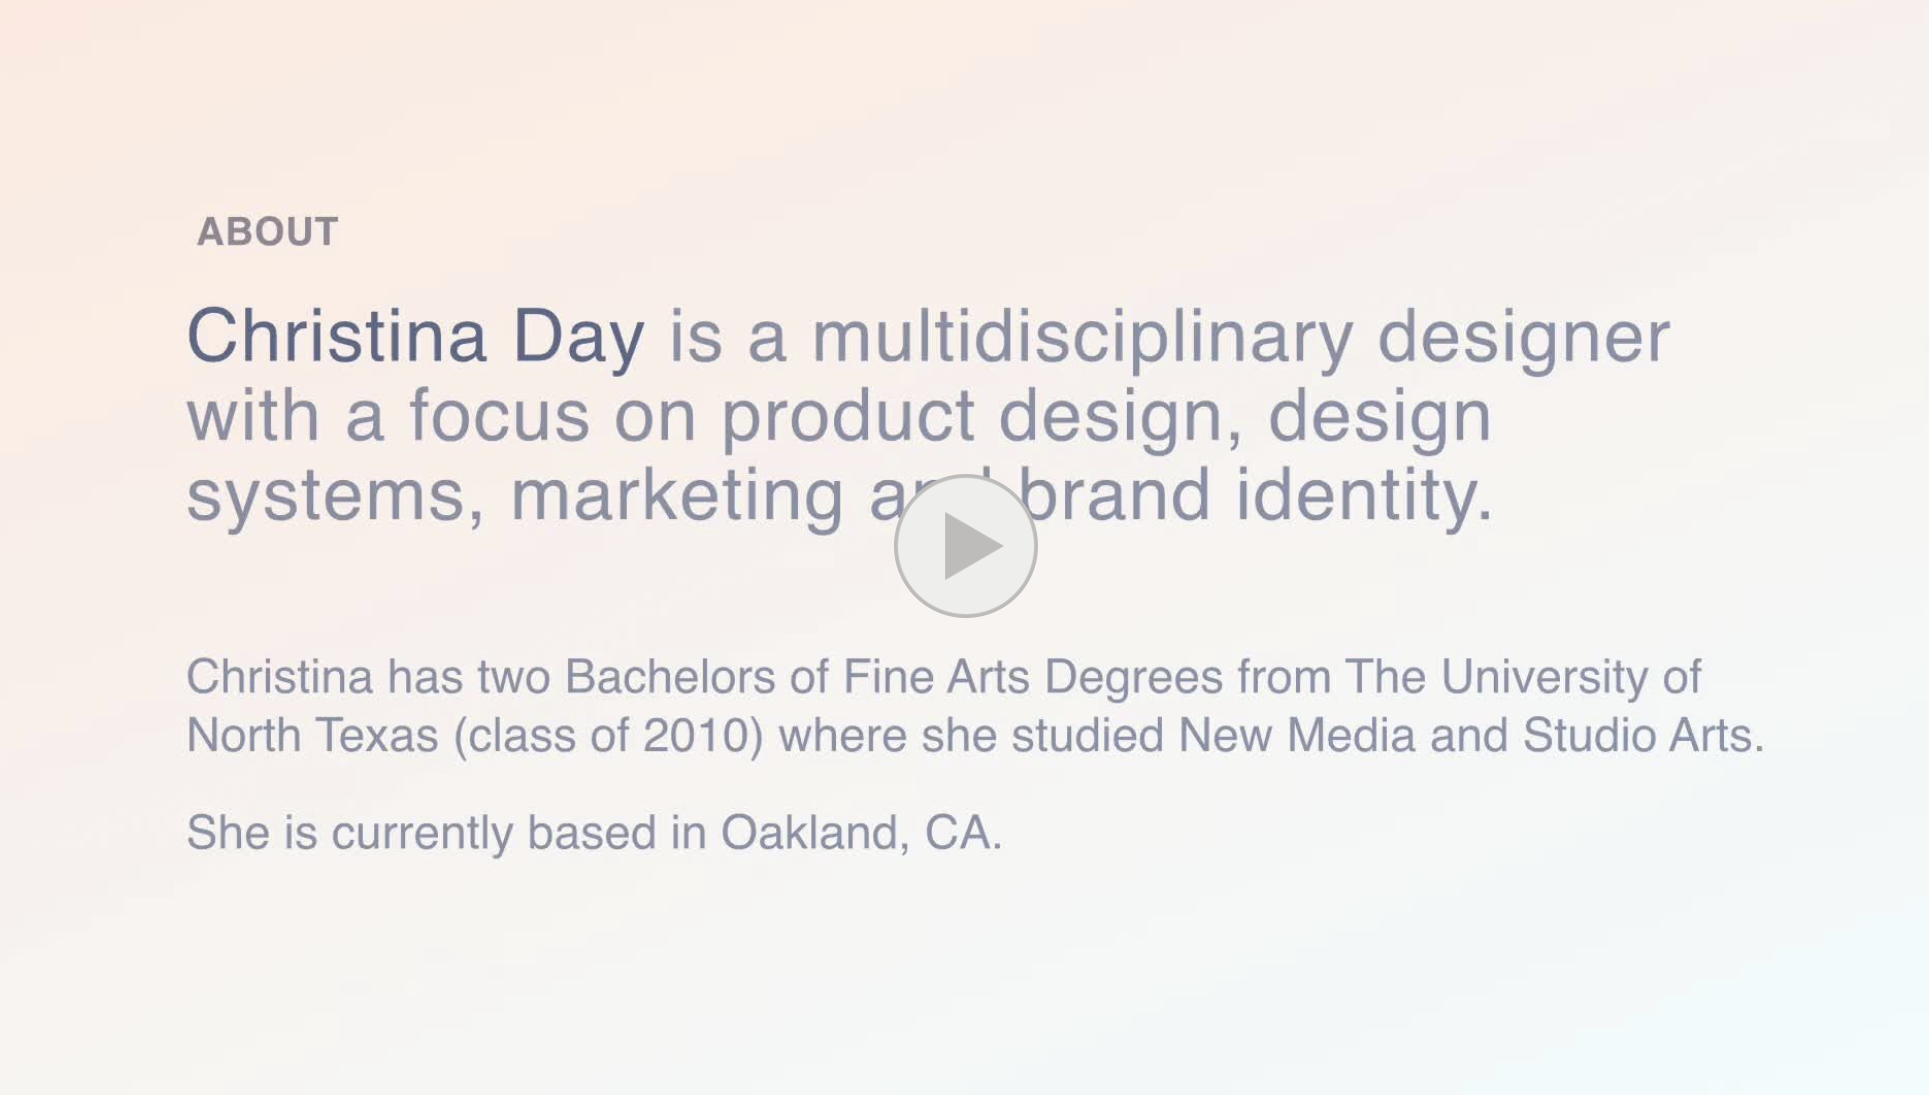 ABOUT
Christina Day is a multidisciplinary designer
with a focus on product design, design
systems, marketing and brand identity.
Christina has two Bachelors of Fine Arts Degrees from The University of
North Texas (class of 2010) where she studied New Media and Studio Arts.
She is currently based in Oakland, CA.